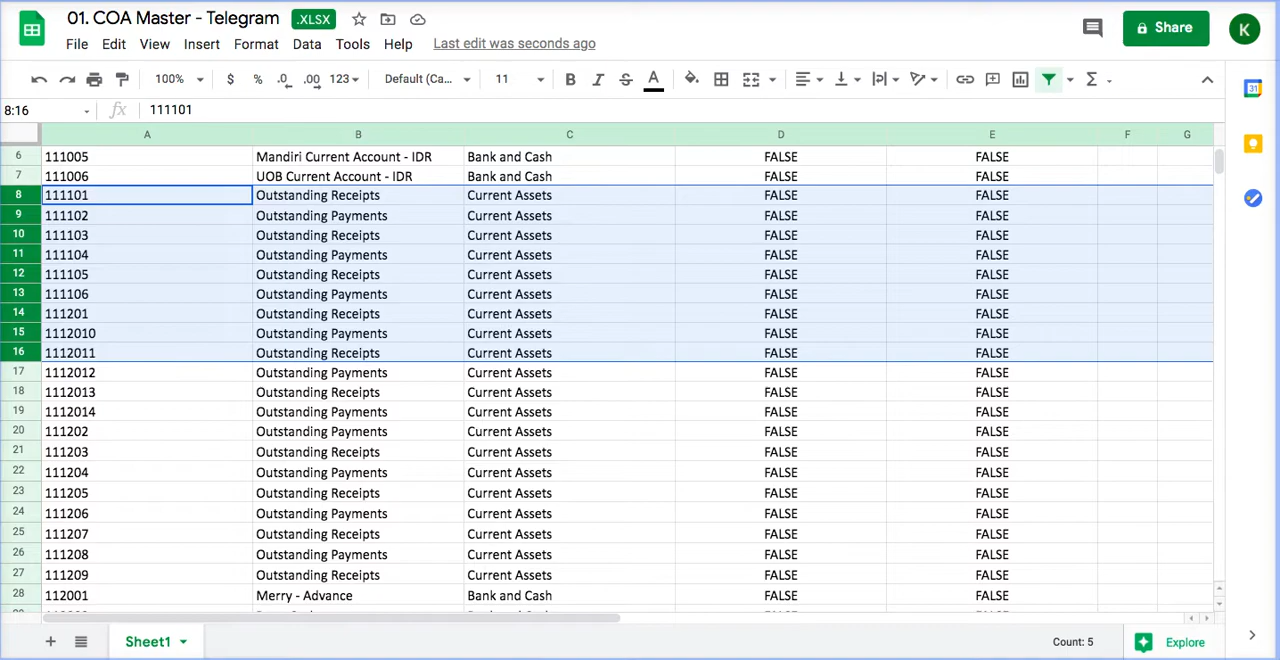 01. COA Master - Telegram .XLSX
Share
K
File Edit View Insert Format Data Tools Help Last edit was seconds ago
100% $ % .0 .00 123 Default (Ca... 11 B I S A Σ
31
8:16 fx 111101
A B C D E F G
6 111005 Mandiri Current Account - IDR Bank and Cash FALSE FALSE
7 111006 UOB Current Account - IDR Bank and Cash FALSE FALSE
8 111101 Outstanding Receipts Current Assets FALSE FALSE
9 111102 Outstanding Payments Current Assets FALSE FALSE
10 111103 Outstanding Receipts Current Assets FALSE FALSE
11 111104 Outstanding Payments Current Assets FALSE FALSE
12 111105 Outstanding Receipts Current Assets FALSE FALSE
13 111106 Outstanding Payments Current Assets FALSE FALSE
14 111201 Outstanding Receipts Current Assets FALSE FALSE
15 1112010 Outstanding Payments Current Assets FALSE FALSE
16 1112011 Outstanding Receipts Current Assets FALSE FALSE
17 1112012 Outstanding Payments Current Assets FALSE FALSE
18 1112013 Outstanding Receipts Current Assets FALSE FALSE
19 1112014 Outstanding Payments Current Assets FALSE FALSE
20 111202 Outstanding Payments Current Assets FALSE FALSE
21 111203 Outstanding Receipts Current Assets FALSE FALSE
22 111204 Outstanding Payments Current Assets FALSE FALSE
23 111205 Outstanding Receipts Current Assets FALSE FALSE
24 111206 Outstanding Payments Current Assets FALSE FALSE
25 111207 Outstanding Receipts Current Assets FALSE FALSE
26 111208 Outstanding Payments Current Assets FALSE FALSE
27 111209 Outstanding Receipts Current Assets FALSE FALSE
28 112001 Merry - Advance Bank and Cash FALSE FALSE
Sheet1 Count: 5 Explore